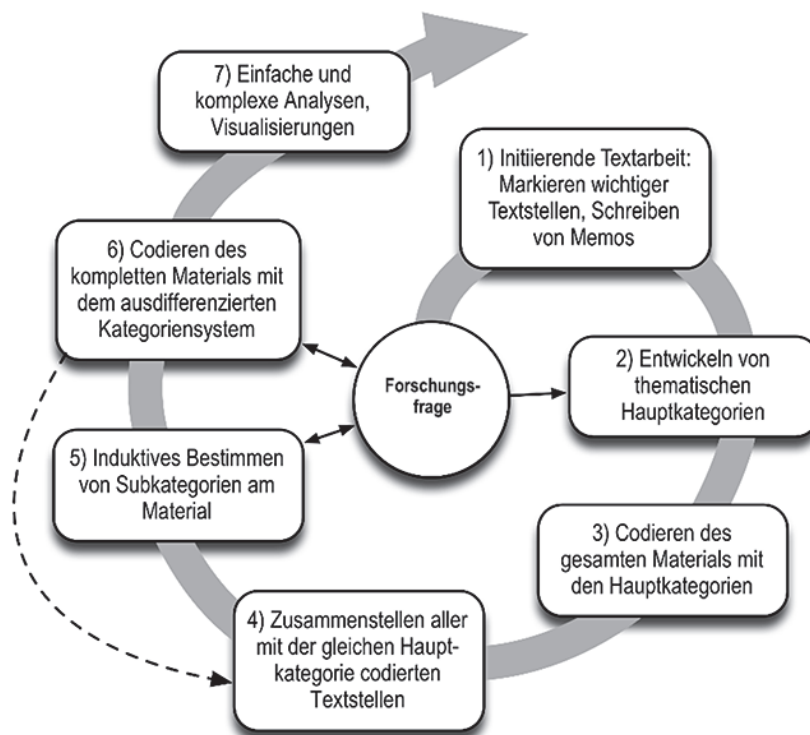 7) Einfache und
komplexe Analysen,
Visualisierungen
1) Initiierende Textarbeit:
Markieren wichtiger
Textstellen, Schreiben
von Memos
6) Codieren des
kompletten Materials mit
dem ausdifferenzierten
Kategoriensystem
Forschungs-
frage
2) Entwickeln von
thematischen
Hauptkategorien
5) Induktives Bestimmen
von Subkategorien am
Material
3) Codieren des
gesamten Materials mit
den Hauptkategorien
4) Zusammenstellen aller
mit der gleichen Haupt-
kategorie codierten
Textstellen